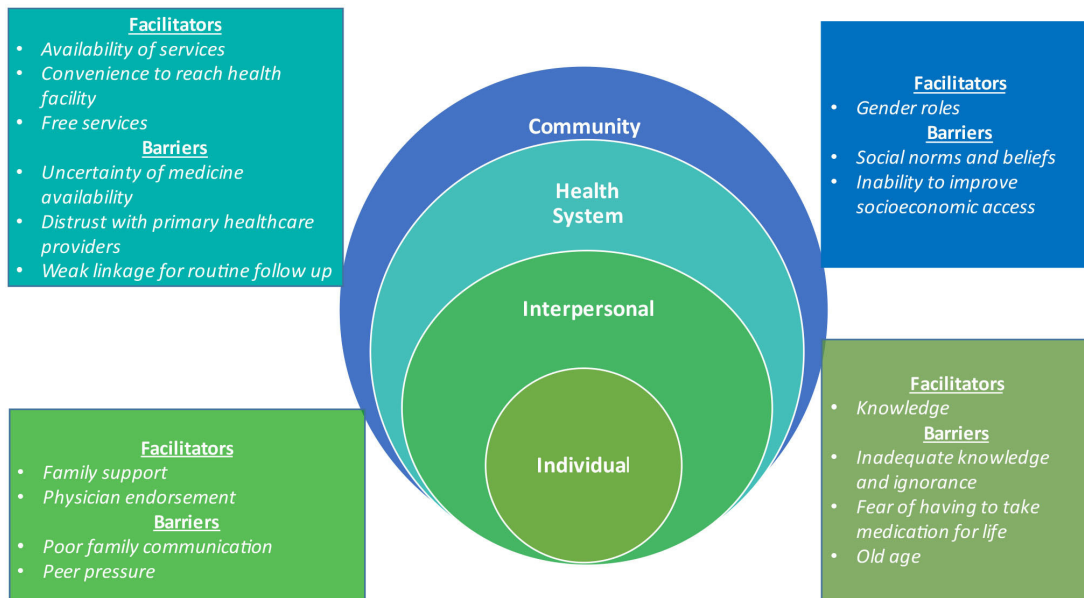 Facilitators
• Availability of services
• Convenience to reach health
facility
• Free services
Barriers
• Uncertainty of medicine
availability
• Distrust with primary healthcare
providers
• Weak linkage for routine follow up
Community
Health
System
Interpersonal
Individual
Facilitators
• Gender roles
Barriers
• Social norms and beliefs
• Inability to improve
socioeconomic access
Facilitators
• Family support
• Physician endorsement
Barriers
• Poor family communication
• Peer pressure
Facilitators
• Knowledge
Barriers
• Inadequate knowledge
and ignorance
• Fear of having to take
medication for life
• Old age